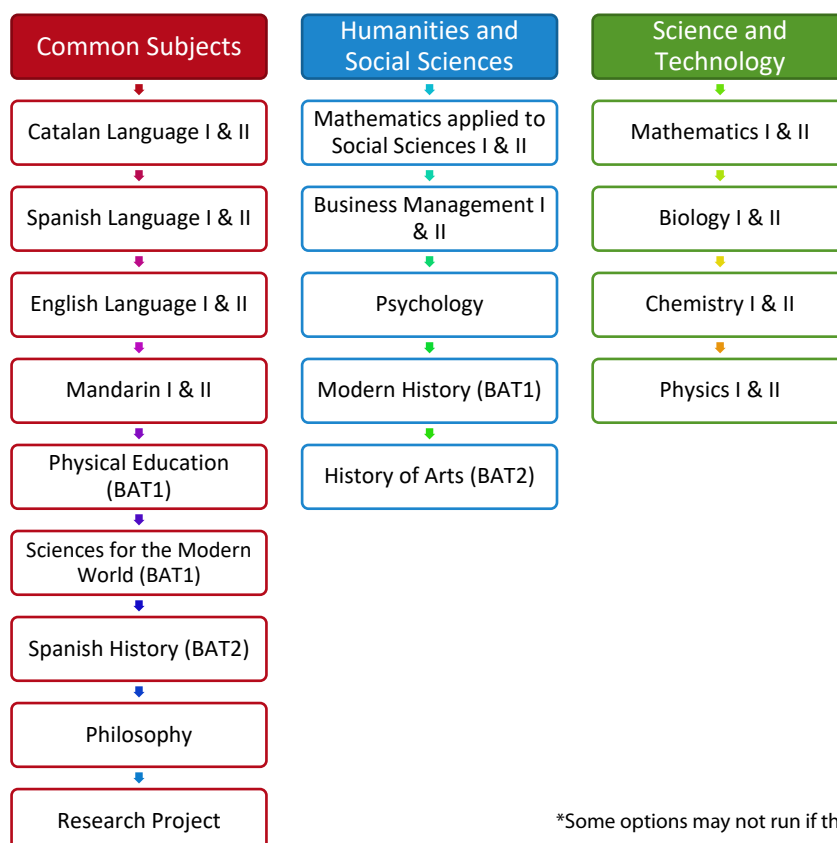 Common Subjects
Catalan Language I & II
Spanish Language I & II
English Language I & II
Mandarin I & II
Physical Education
(BAT1)
Sciences for the Modern
World (BAT1)
Spanish History (BAT2)
Philosophy
Research Project
Humanities and
Social Sciences
Mathematics applied to
Social Sciences I & II
Business Management I
& II
Psychology
Modern History (BAT1)
History of Arts (BAT2)
Science and
Technology
Mathematics I & II
Biology I & II
Chemistry I & II
Physics I & II
*Some options may not run if th